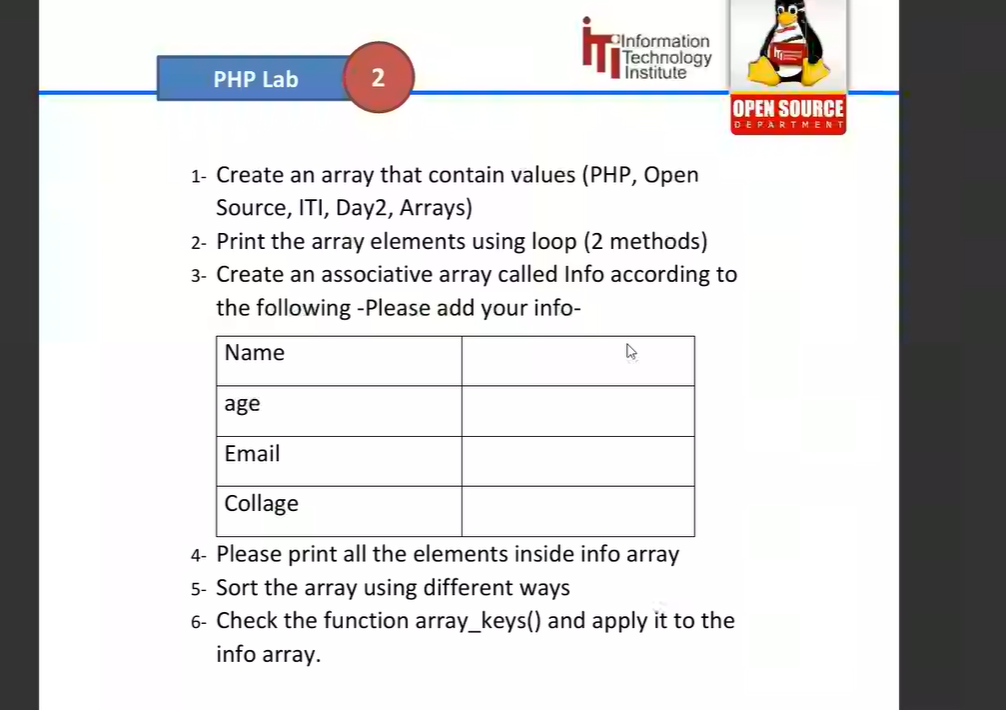 PHP Lab 2
iTi Information
Technology
Institute
iTi
OPEN SOURCE
DEPARTMENT
1- Create an array that contain values (PHP, Open
Source, ITI, Day2, Arrays)
2- Print the array elements using loop (2 methods)
3- Create an associative array called Info according to
the following -Please add your info-
Name
age
Email
Collage
4- Please print all the elements inside info array
5- Sort the array using different ways
6- Check the function array_keys() and apply it to the
info array.